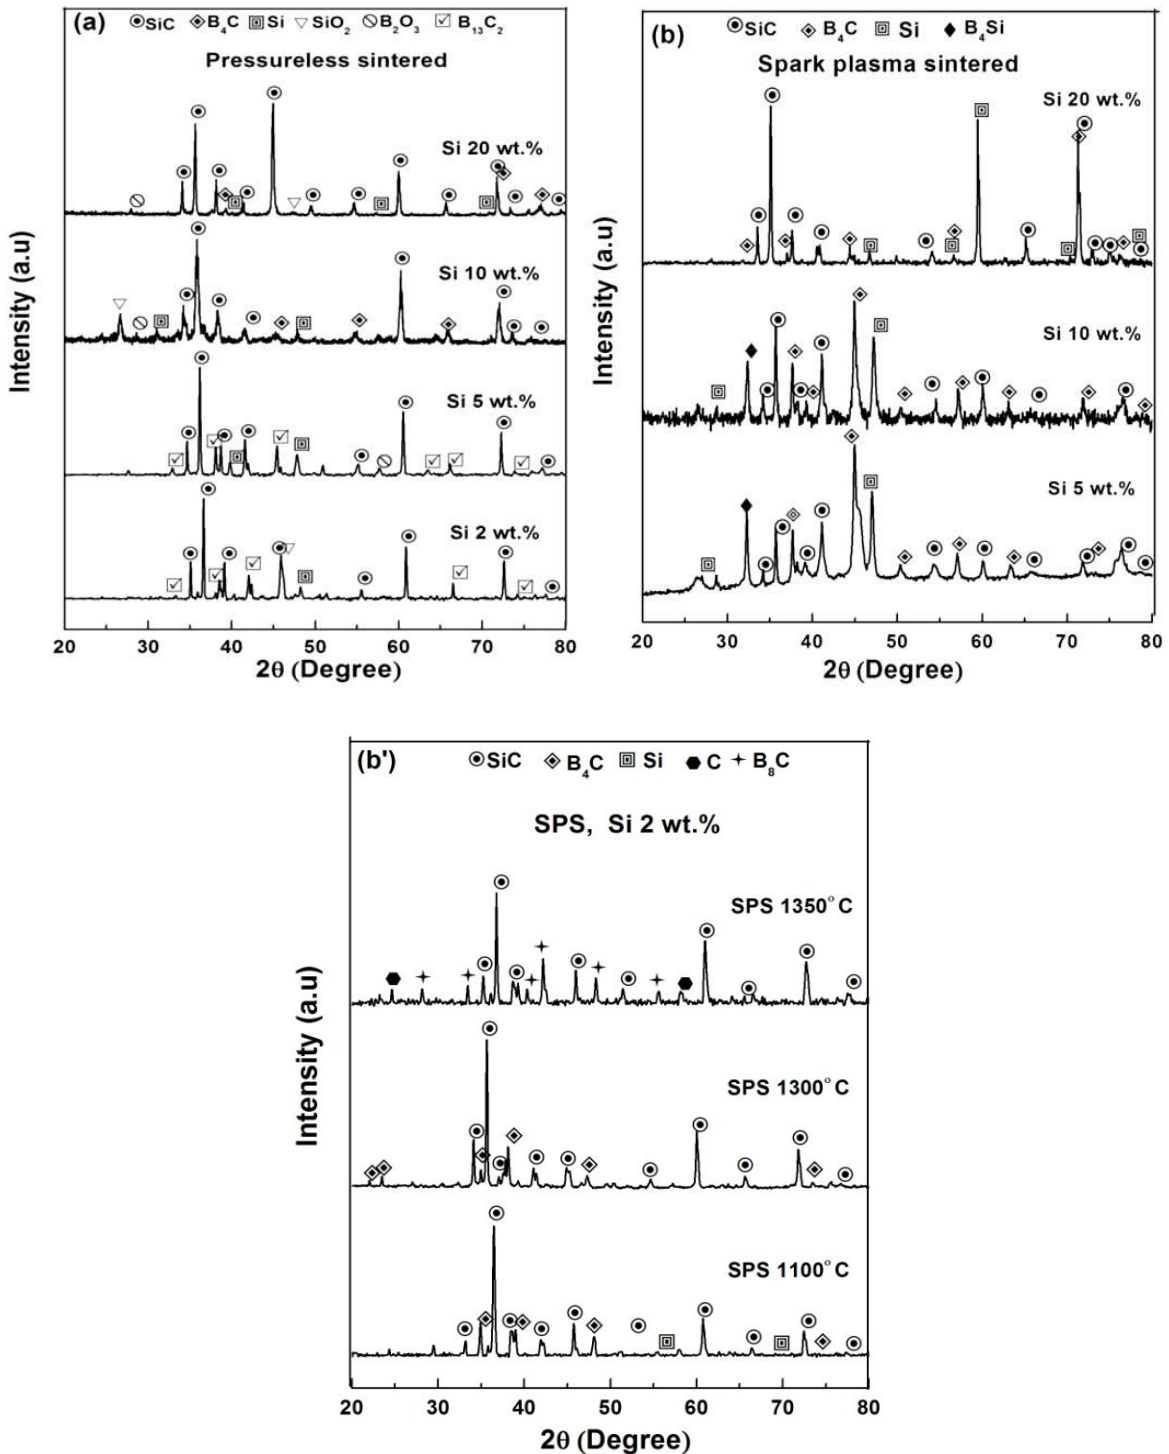 (a) SiC B₄C Si SiO₂ B₂O₃ B₁₃C₂
Pressureless sintered
Si 20 wt.%
Si 10 wt.%
Si 5 wt.%
Si 2 wt.%
Intensity (a.u)
20 30 40 50 60 70 80
2θ (Degree)
(b) SiC B₄C Si B₄Si
Spark plasma sintered
Si 20 wt.%
Si 10 wt.%
Si 5 wt.%
Intensity (a.u)
20 30 40 50 60 70 80
2θ (Degree)
(b') SiC B₄C Si C B₈C
SPS, Si 2 wt.%
SPS 1350°C
SPS 1300°C
SPS 1100°C
Intensity (a.u)
20 30 40 50 60 70 80
2θ (Degree)